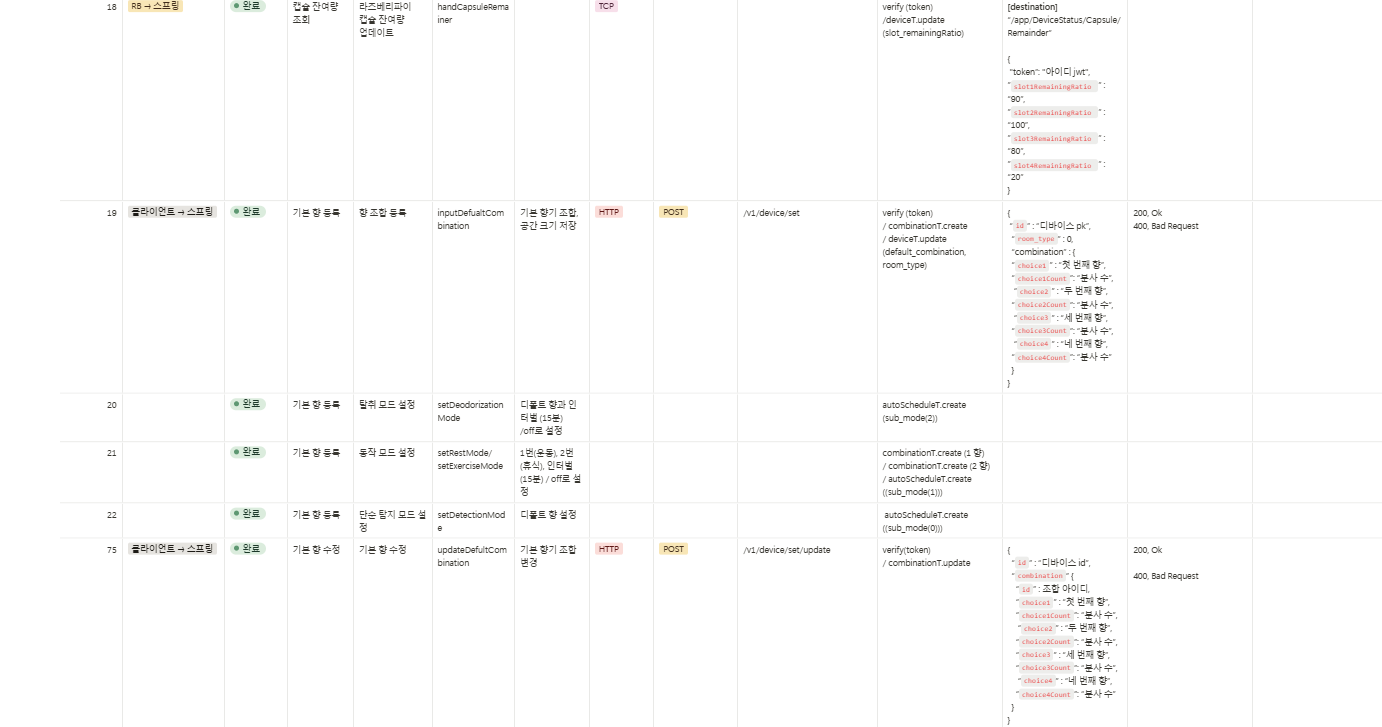 18
RB →스프링
완료
캡슐 잔여량
조회
라즈베리파이
캡슐 잔여량
업데이트
handCapsuleRema
iner
TCP
verify (token)
/deviceT.update
(slot_remainingRatio)
[destination]
"/app/DeviceStatus/Capsule/
Remainder"
{
"token": "아이디 jwt",
"slot1RemainingRatio " :
"90",
"slot2RemainingRatio " :
"100",
"slot3RemainingRatio " :
"80",
"slot4RemainingRatio " :
"20"
}
19
클라이언트 → 스프링
완료
기본 향 등록
향 조합 등록
inputDefualtCom
bination
기본 향기 조합,
공간 크기 저장
HTTP
POST
/v1/device/set
verify (token)
/ combinationT.create
/ deviceT.update
(default_combination,
room_type)
{
"id" : "디바이스 pk",
"room_type" : 0,
"combination" : {
"choice1" : "첫 번째 향",
"choice1Count": "분사 수",
"choice2" : "두 번째 향",
"choice2Count": "분사 수",
"choice3" : "세 번째 향",
"choice3Count": "분사 수",
"choice4" : "네 번째 향",
"choice4Count": "분사 수"
}
}
200, Ok
400, Bad Request
20
완료
기본 향 등록
탈취 모드 설정
setDeodorization
Mode
디폴트 향과 인
터벌 (15분)
/off로 설정
autoScheduleT.create
(sub_mode(2))
21
완료
기본 향 등록
동작 모드 설정
setRestMode/
setExerciseMode
1번(운동), 2번
(휴식), 인터벌
(15분) / off로 설
정
combinationT.create (1 향)
/ combinationT.create (2 향)
/ autoScheduleT.create
((sub_mode(1)))
22
완료
기본 향 등록
단순 탐지 모드 설
정
setDetectionMod
e
디폴트 향 설정
autoScheduleT.create
((sub_mode(0)))
75
클라이언트 → 스프링
완료
기본 향 수정
기본 향 수정
updateDefultCom
bination
기본 향기 조합
변경
HTTP
POST
/v1/device/set/update
verify(token)
/ combinationT.update
{
"id" : "디바이스 id",
"combination" {
"id" : 조합 아이디,
"choice1" : "첫 번째 향",
"choice1Count": "분사 수",
"choice2" : "두 번째 향",
"choice2Count": "분사 수",
"choice3" : "세 번째 향",
"choice3Count": "분사 수",
"choice4" : "네 번째 향",
"choice4Count": "분사 수"
}
}
200, Ok
400, Bad Request